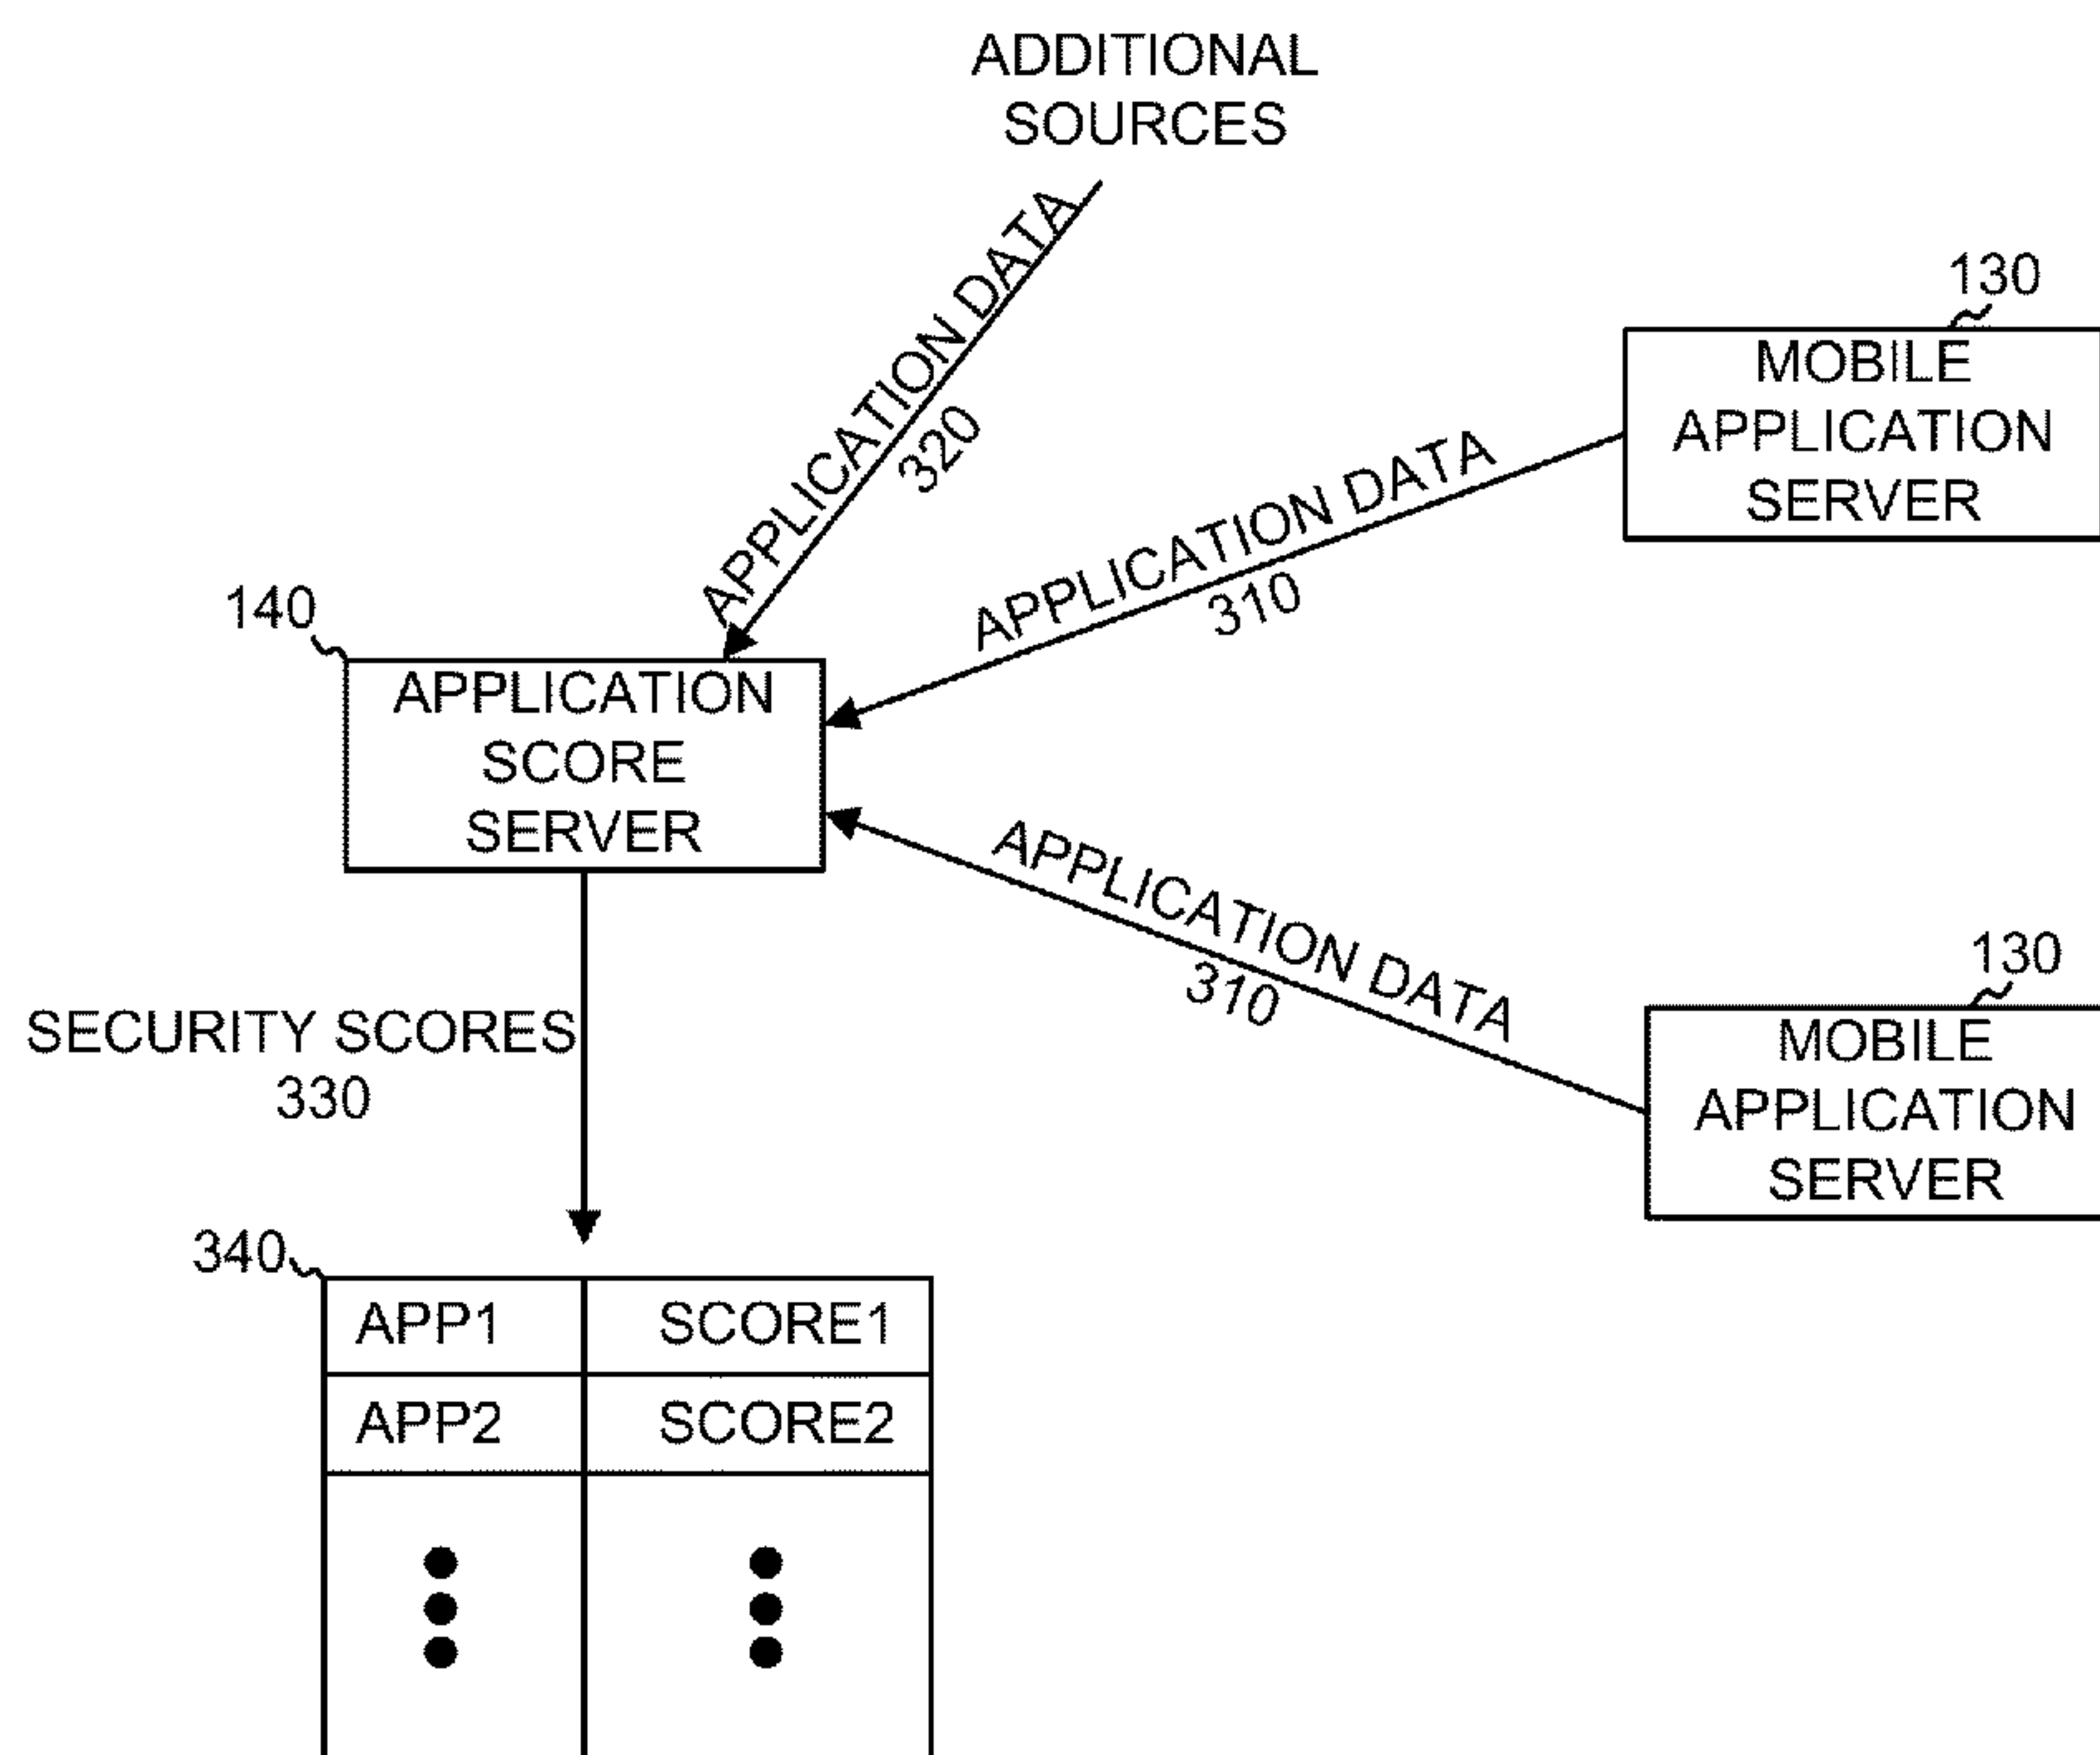 ADDITIONAL
SOURCES
APPLICATION DATA
320
130
MOBILE
APPLICATION
SERVER
APPLICATION DATA
310
140
APPLICATION
SCORE
SERVER
APPLICATION DATA
310
130
MOBILE
APPLICATION
SERVER
SECURITY SCORES
330
340
APP1 SCORE1
APP2 SCORE2